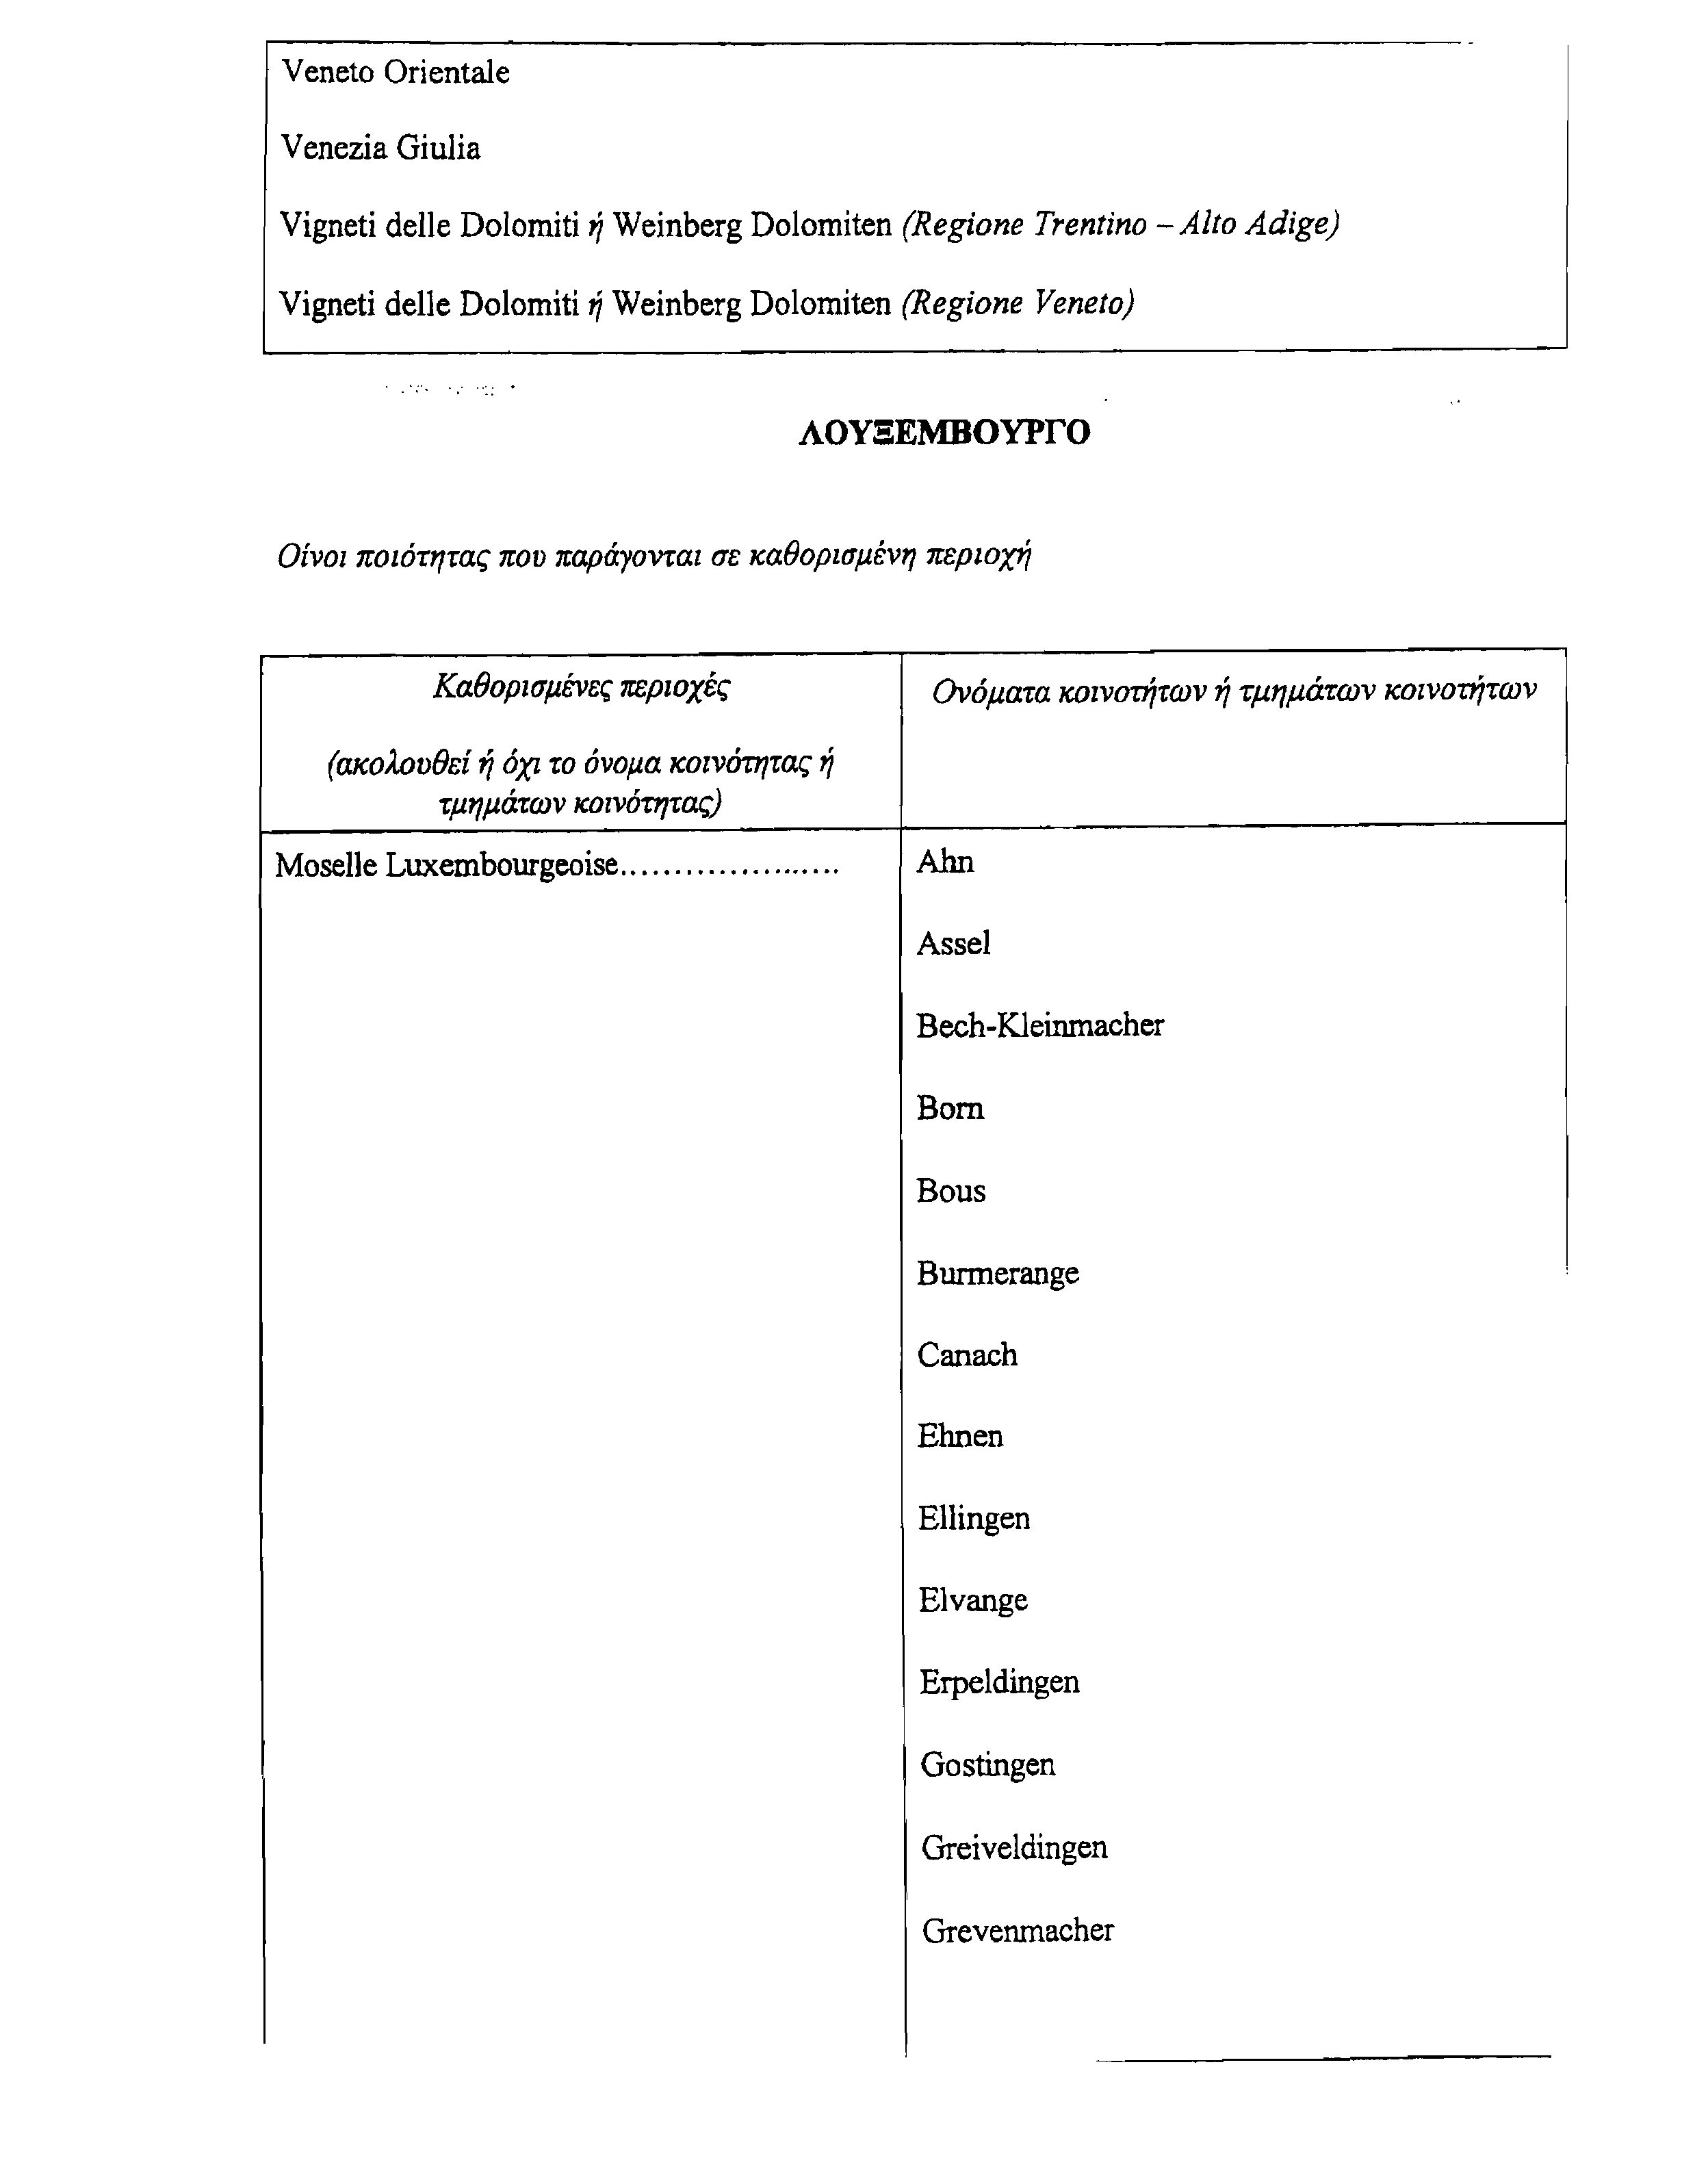 Veneto Orientale
Venezia Giulia
Vigneti delle Dolomiti ή Weinberg Dolomiten (Regione Trentino – Alto Adige)
Vigneti delle Dolomiti ή Weinberg Dolomiten (Regione Veneto)
ΛΟΥΞΕΜΒΟΥΡΓΟ
Οίνοι ποιότητας που παράγονται σε καθορισμένη περιοχή
Καθορισμένες περιοχές
(ακολουθεί ή όχι το όνομα κοινότητας ή
τμημάτων κοινότητας)
Ονόματα κοινοτήτων ή τμημάτων κοινοτήτων
Moselle Luxembourgeoise.....................
Ahn
Assel
Bech-Kleinmacher
Born
Bous
Burmerange
Canach
Ehnen
Ellingen
Elvange
Erpeldingen
Gostingen
Greiveldingen
Grevenmacher